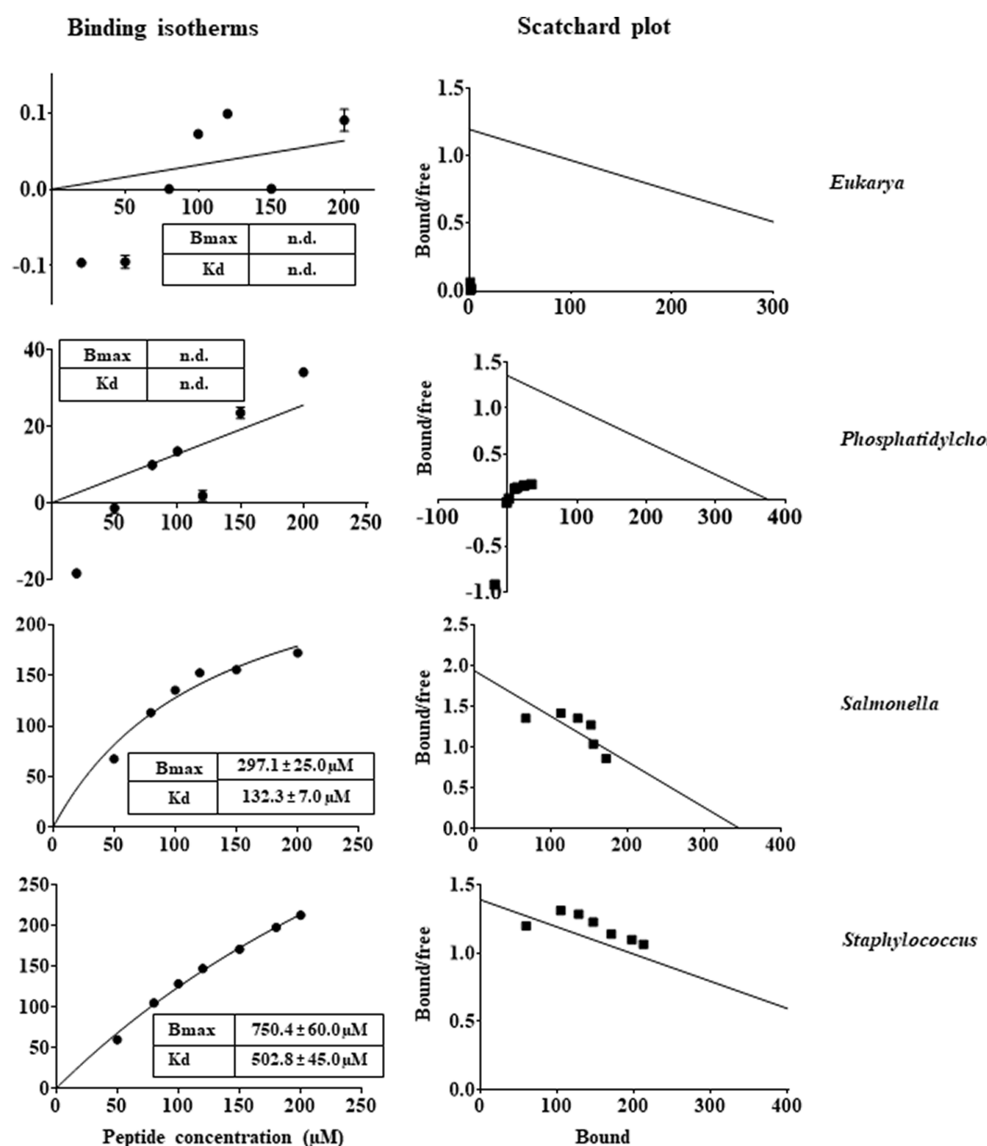 Binding isotherms Scatchard plot
0.1
0.0
-0.1
50 100 150 200
Bmax n.d.
Kd n.d.
Bound/free
1.5
1.0
0.5
0.0
0 100 200 300
Eukarya
40
20
0
-20
50 100 150 200 250
Bmax n.d.
Kd n.d.
Bound/free
1.5
1.0
0.5
-0.5
-1.0
-100 100 200 300 400
Phosphatidylcho
200
150
100
50
0
0 50 100 150 200 250
Bmax 297.1±25.0µM
Kd 132.3±7.0µM
Bound/free
2.5
2.0
1.5
1.0
0.5
0.0
0 100 200 300 400
Salmonella
250
200
150
100
50
0
0 50 100 150 200 250
Bmax 750.4±60.0µM
Kd 502.8±45.0µM
Peptide concentration (µM)
Bound/free
1.5
1.0
0.5
0.0
0 100 200 300 400
Bound
Staphylococcus